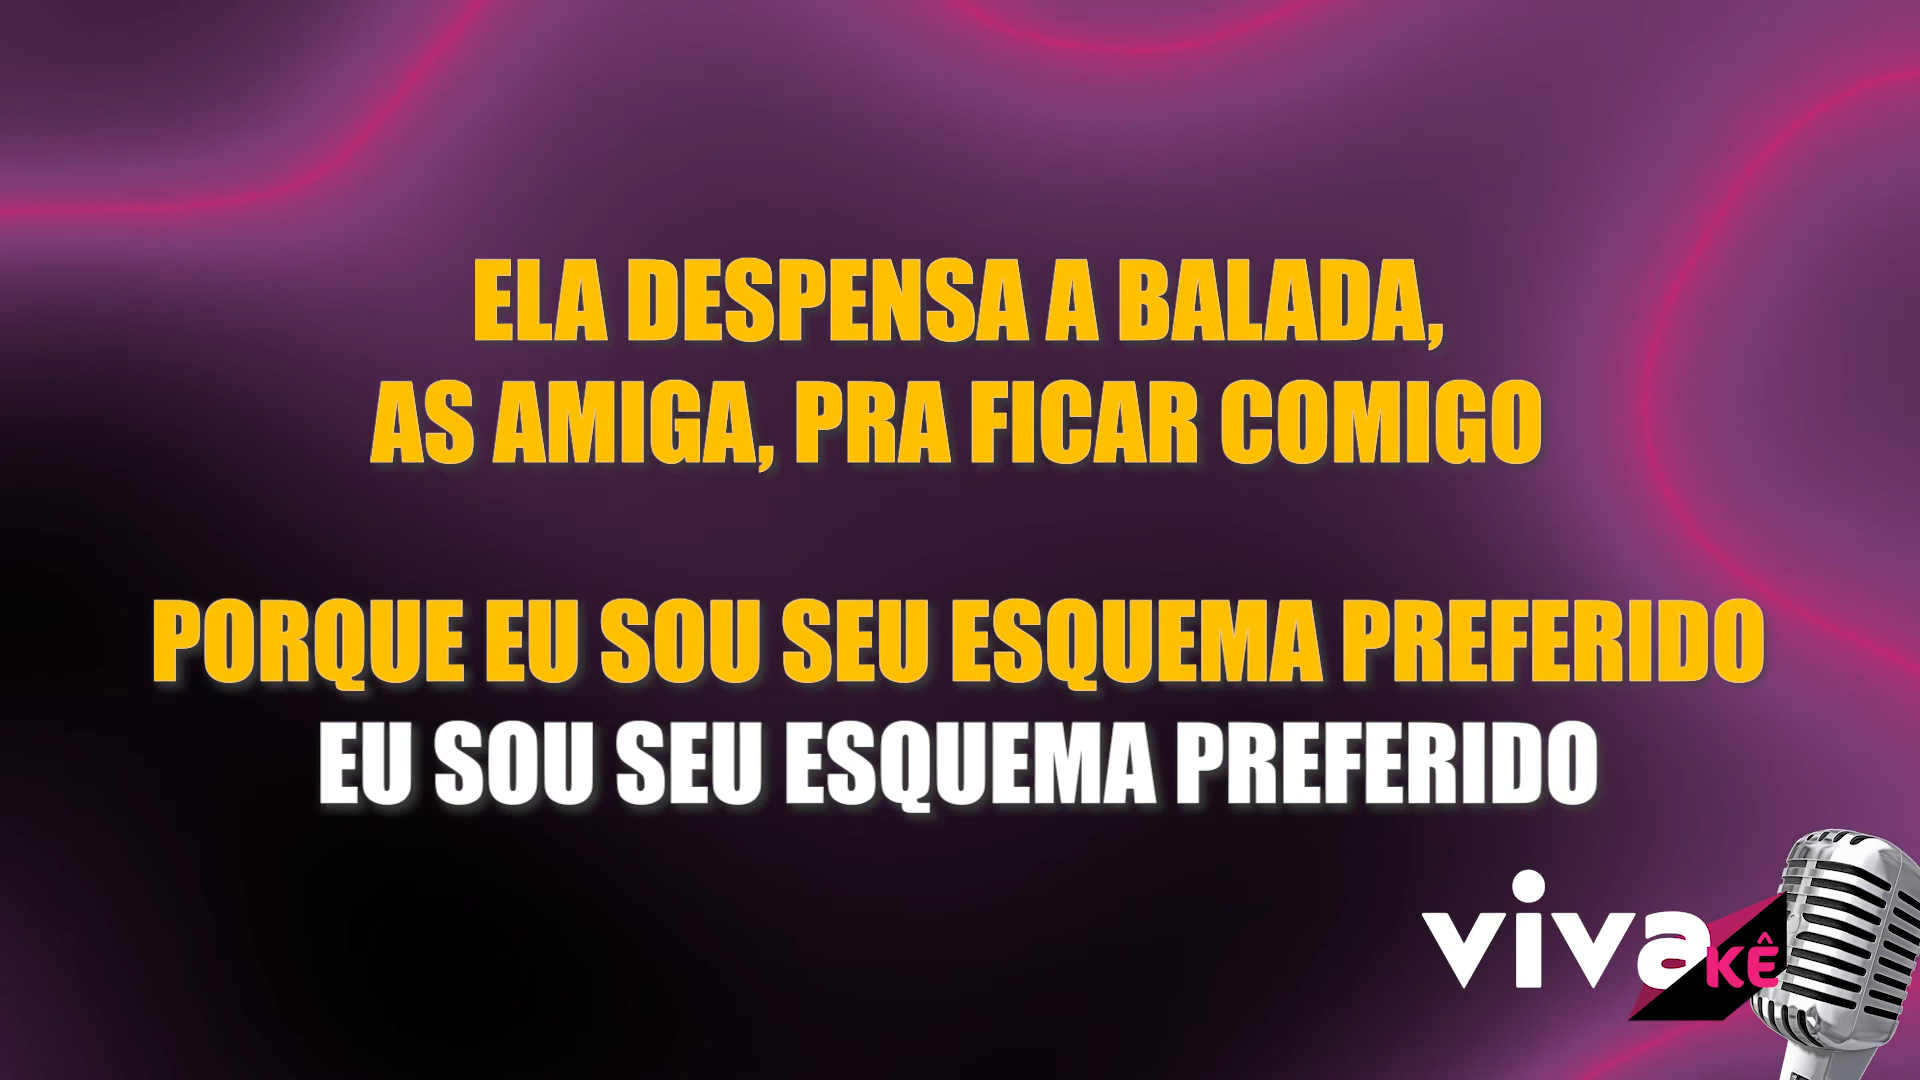 ELA DESPENSA A BALADA,
AS AMIGA, PRA FICAR COMIGO
PORQUE EU SOU SEU ESQUEMA PREFERIDO
EU SOU SEU ESQUEMA PREFERIDO
viva
KÊ